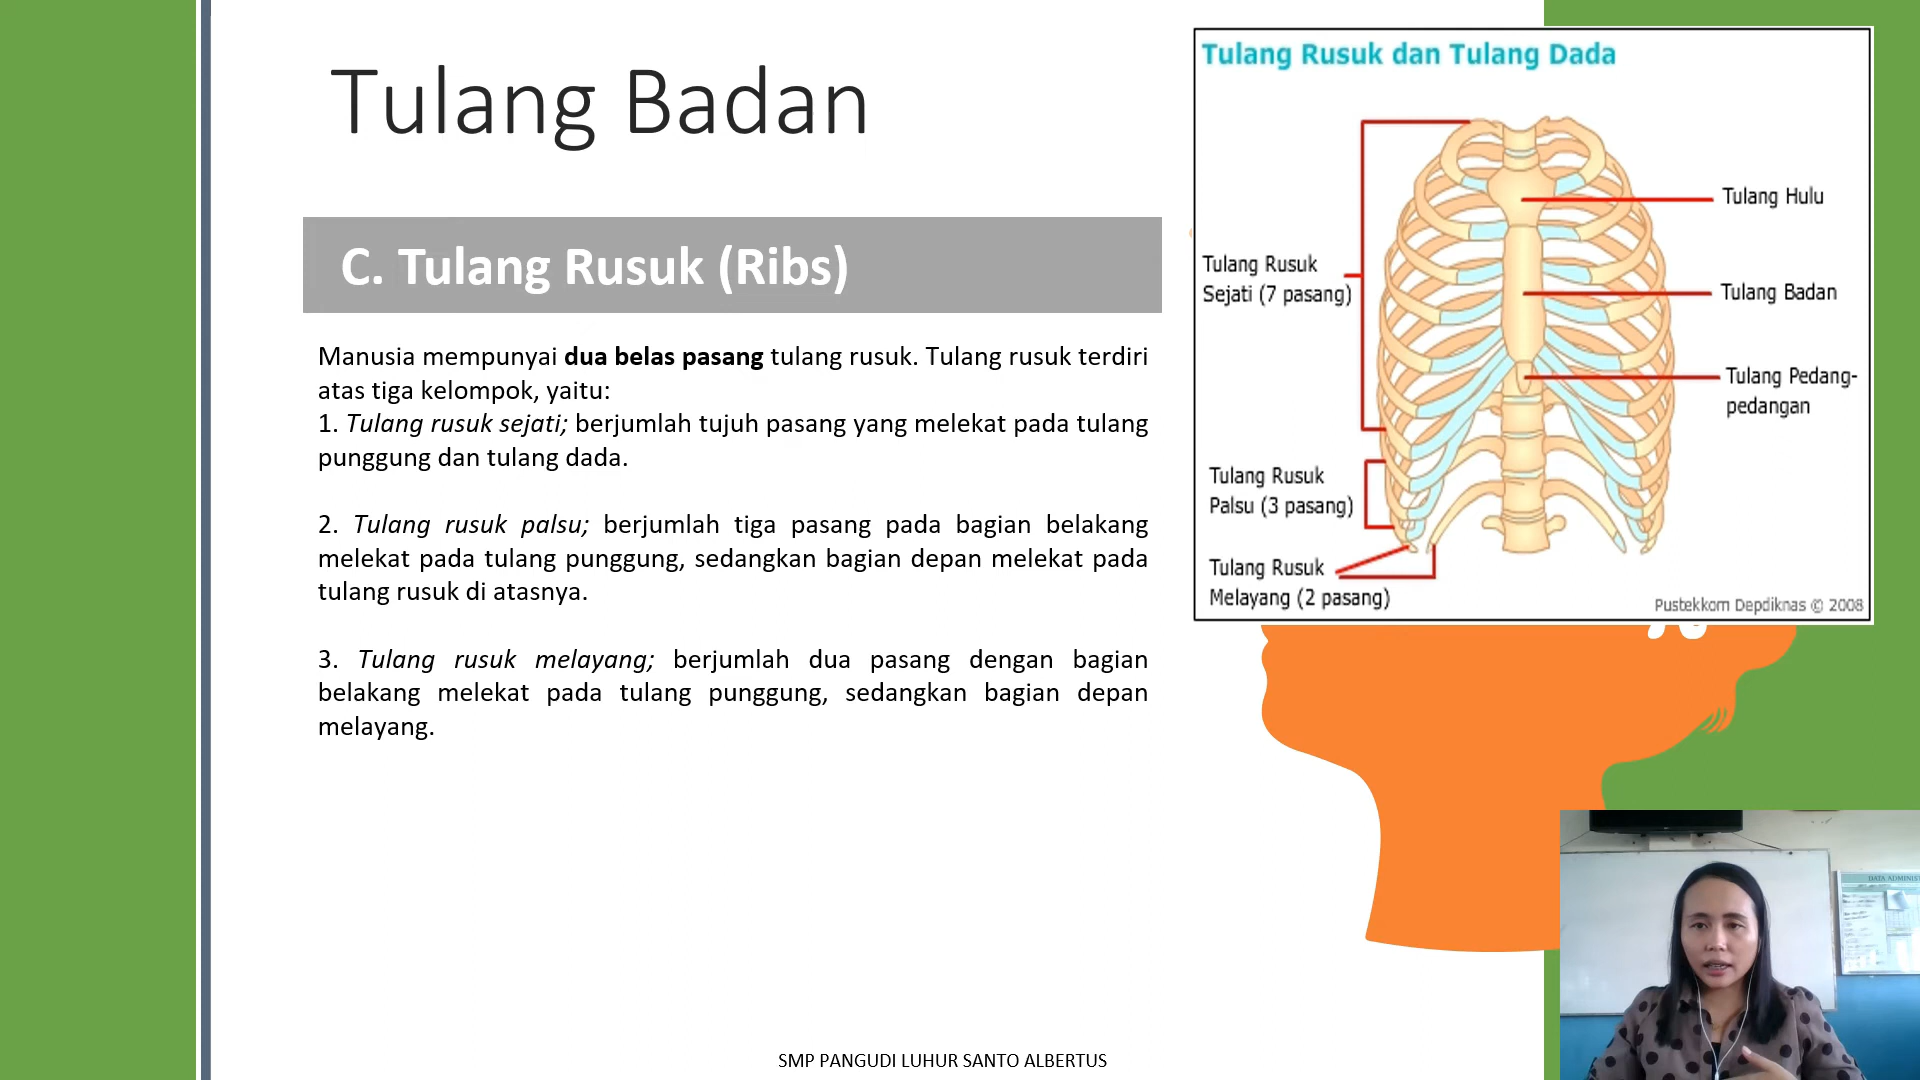 Tulang Badan
C. Tulang Rusuk (Ribs)
Manusia mempunyai dua belas pasang tulang rusuk. Tulang rusuk terdiri
atas tiga kelompok, yaitu:
1. Tulang rusuk sejati; berjumlah tujuh pasang yang melekat pada tulang
punggung dan tulang dada.
2. Tulang rusuk palsu; berjumlah tiga pasang pada bagian belakang
melekat pada tulang punggung, sedangkan bagian depan melekat pada
tulang rusuk di atasnya.
3. Tulang rusuk melayang; berjumlah dua pasang dengan bagian
belakang melekat pada tulang punggung, sedangkan bagian depan
melayang.
Tulang Rusuk dan Tulang Dada
Tulang Hulu
Tulang Rusuk
Sejati (7 pasang)
Tulang Badan
Tulang Pedang-
pedangan
Tulang Rusuk
Palsu (3 pasang)
Tulang Rusuk
Melayang (2 pasang)
Pustekkom Depdiknas © 2008
DATA ADMINIST
SMP PANGUDI LUHUR SANTO ALBERTUS